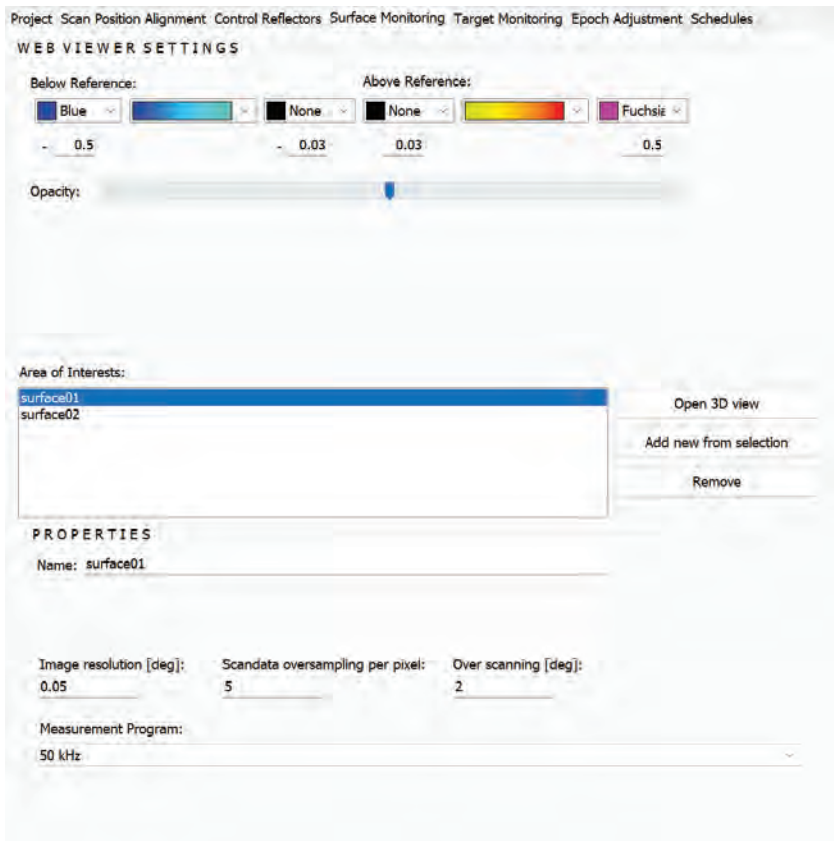 Project Scan Position Alignment Control Reflectors Surface Monitoring Target Monitoring Epoch Adjustment Schedules
WEB VIEWER SETTINGS
Below Reference: Above Reference:
Blue None None Fuchsia
- 0.5 - 0.03 0.03 0.5
Opacity:
Area of Interests:
surface01
surface02
Open 3D view
Add new from selection
Remove
PROPERTIES
Name: surface01
Image resolution [deg]: Scandata oversampling per pixel: Over scanning [deg]:
0.05 5 2
Measurement Program:
50 kHz